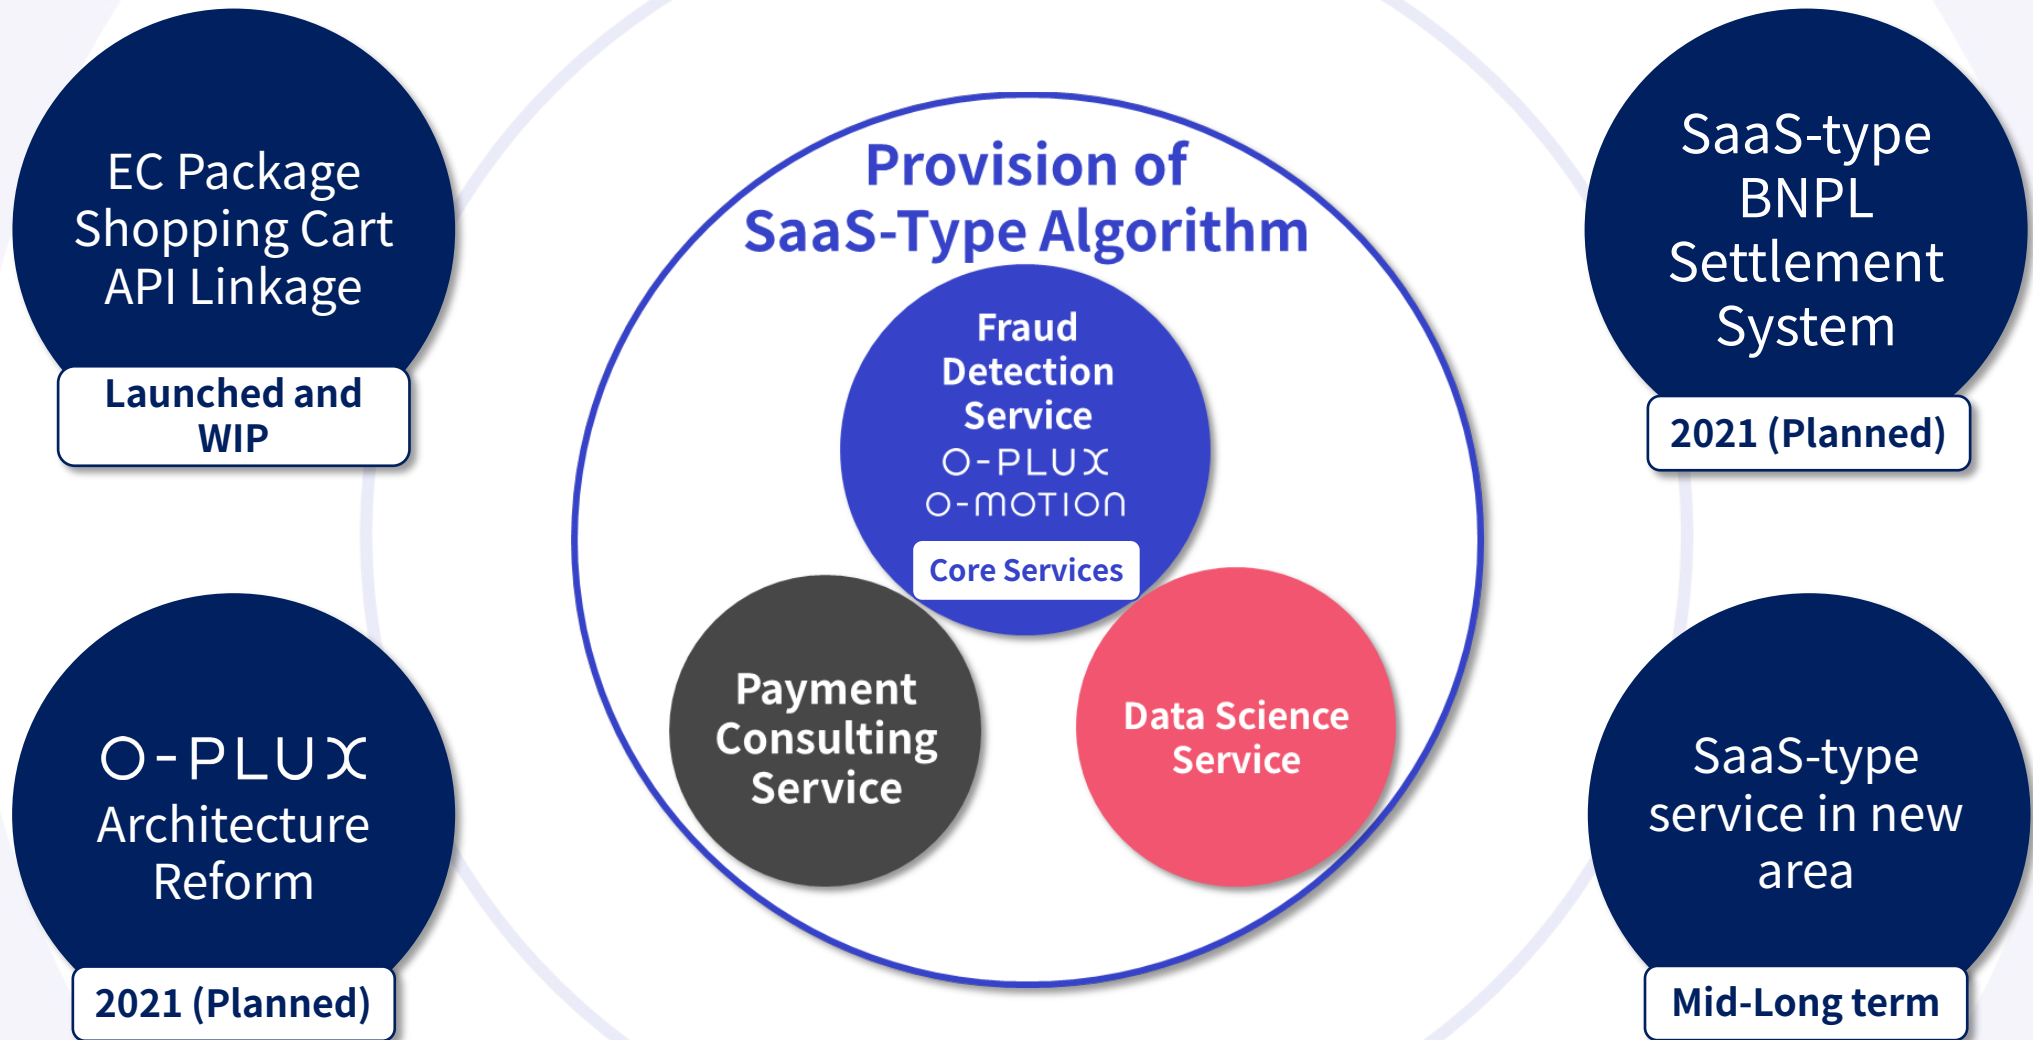 EC Package
Shopping Cart
API Linkage
Launched and
WIP
Provision of
SaaS-Type Algorithm
Fraud
Detection
Service
O-PLUX
O-MOTION
Core Services
Payment
Consulting
Service
Data Science
Service
SaaS-type
BNPL
Settlement
System
2021 (Planned)
O-PLUX
Architecture
Reform
2021 (Planned)
SaaS-type
service in new
area
Mid-Long term